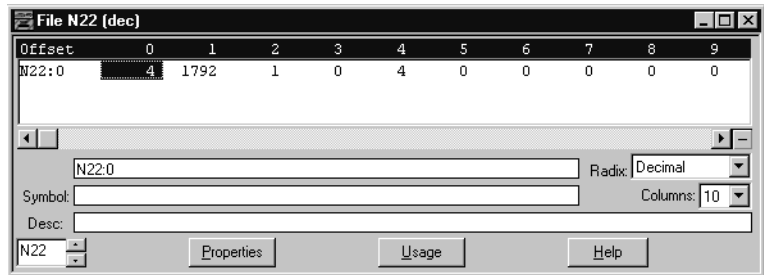 File N22 (dec)
Offset 0 1 2 3 4 5 6 7 8 9
N22:0 4 1792 1 0 4 0 0 0 0 0
N22:0 Radix: Decimal
Symbol: Columns: 10
Desc:
N22 Properties Usage Help